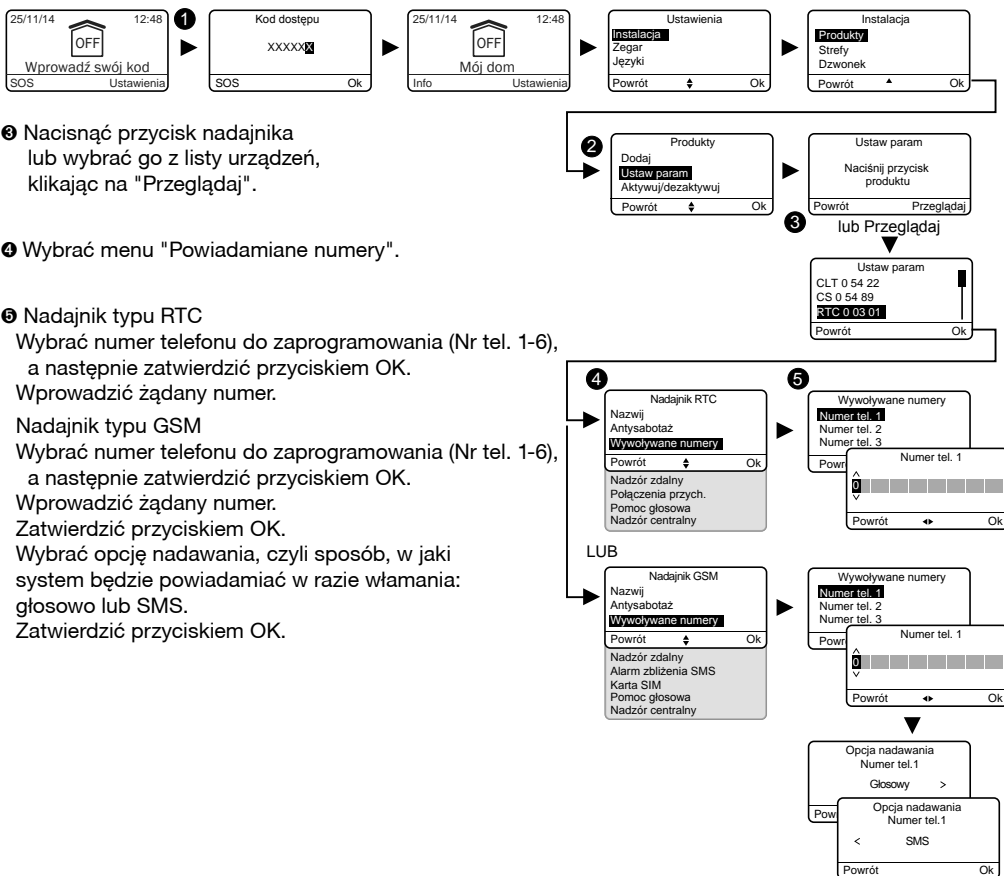 25/11/14 12:48
OFF
Wprowadź swój kod
SOS Ustawienia
❶
Kod dostępu
XXXXXX
SOS Ok
25/11/14 12:48
OFF
Mój dom
Info Ustawienia
Ustawienia
Instalacja
Zegar
Języki
Powrót Ok
Instalacja
Produkty
Strefy
Dzwonek
Powrót Ok
❸ Nacisnąć przycisk nadajnika
lub wybrać go z listy urządzeń,
klikając na "Przeglądaj".
❷
Produkty
Dodaj
Ustaw param
Aktywuj/dezaktywuj
Powrót Ok
Ustaw param
Naciśnij przycisk
produktu
Powrót Przeglądaj
❸ lub Przeglądaj
Ustaw param
CLT 0 54 22
CS 0 54 89
RTC 0 03 01
Powrót Ok
❹ Wybrać menu "Powiadamiane numery".
❺ Nadajnik typu RTC
Wybrać numer telefonu do zaprogramowania (Nr tel. 1-6),
a następnie zatwierdzić przyciskiem OK.
Wprowadzić żądany numer.
Nadajnik typu GSM
Wybrać numer telefonu do zaprogramowania (Nr tel. 1-6),
a następnie zatwierdzić przyciskiem OK.
Wprowadzić żądany numer.
Zatwierdzić przyciskiem OK.
Wybrać opcję nadawania, czyli sposób, w jaki
system będzie powiadamiać w razie włamania:
głosowo lub SMS.
Zatwierdzić przyciskiem OK.
❹
Nadajnik RTC
Nazwij
Antysabotaż
Wywoływane numery
Powrót Ok
Nadzór zdalny
Połączenia przych.
Pomoc głosowa
Nadzór centralny
❺
Wywoływane numery
Numer tel. 1
Numer tel. 2
Numer tel. 3
Powr
Numer tel. 1
0
Powrót Ok
LUB
Nadajnik GSM
Nazwij
Antysabotaż
Wywoływane numery
Powrót Ok
Nadzór zdalny
Alarm zbliżenia SMS
Karta SIM
Pomoc głosowa
Nadzór centralny
Wywoływane numery
Numer tel. 1
Numer tel. 2
Numer tel. 3
Powr
Numer tel. 1
0
Powrót Ok
Opcja nadawania
Numer tel.1
Głosowy >
Pow
Opcja nadawania
Numer tel.1
< SMS
Powrót Ok